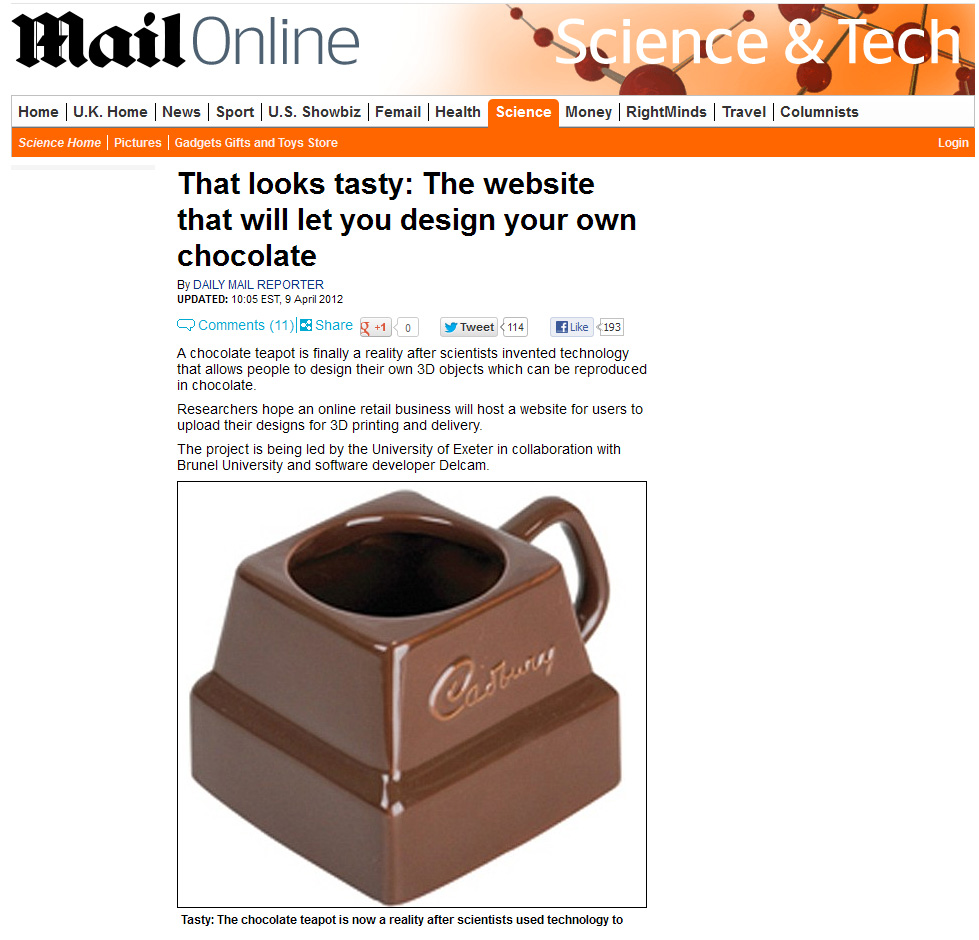 Mail Online
Science & Tech
Home U.K. Home News Sport U.S. Showbiz Femail Health Science Money RightMinds Travel Columnists
Science Home Pictures Gadgets Gifts and Toys Store Login
That looks tasty: The website
that will let you design your own
chocolate
By DAILY MAIL REPORTER
UPDATED: 10:05 EST, 9 April 2012
Comments (11) Share +1 0 Tweet 114 Like 193
A chocolate teapot is finally a reality after scientists invented technology
that allows people to design their own 3D objects which can be reproduced
in chocolate.
Researchers hope an online retail business will host a website for users to
upload their designs for 3D printing and delivery.
The project is being led by the University of Exeter in collaboration with
Brunel University and software developer Delcam.
Cadbury
Tasty: The chocolate teapot is now a reality after scientists used technology to